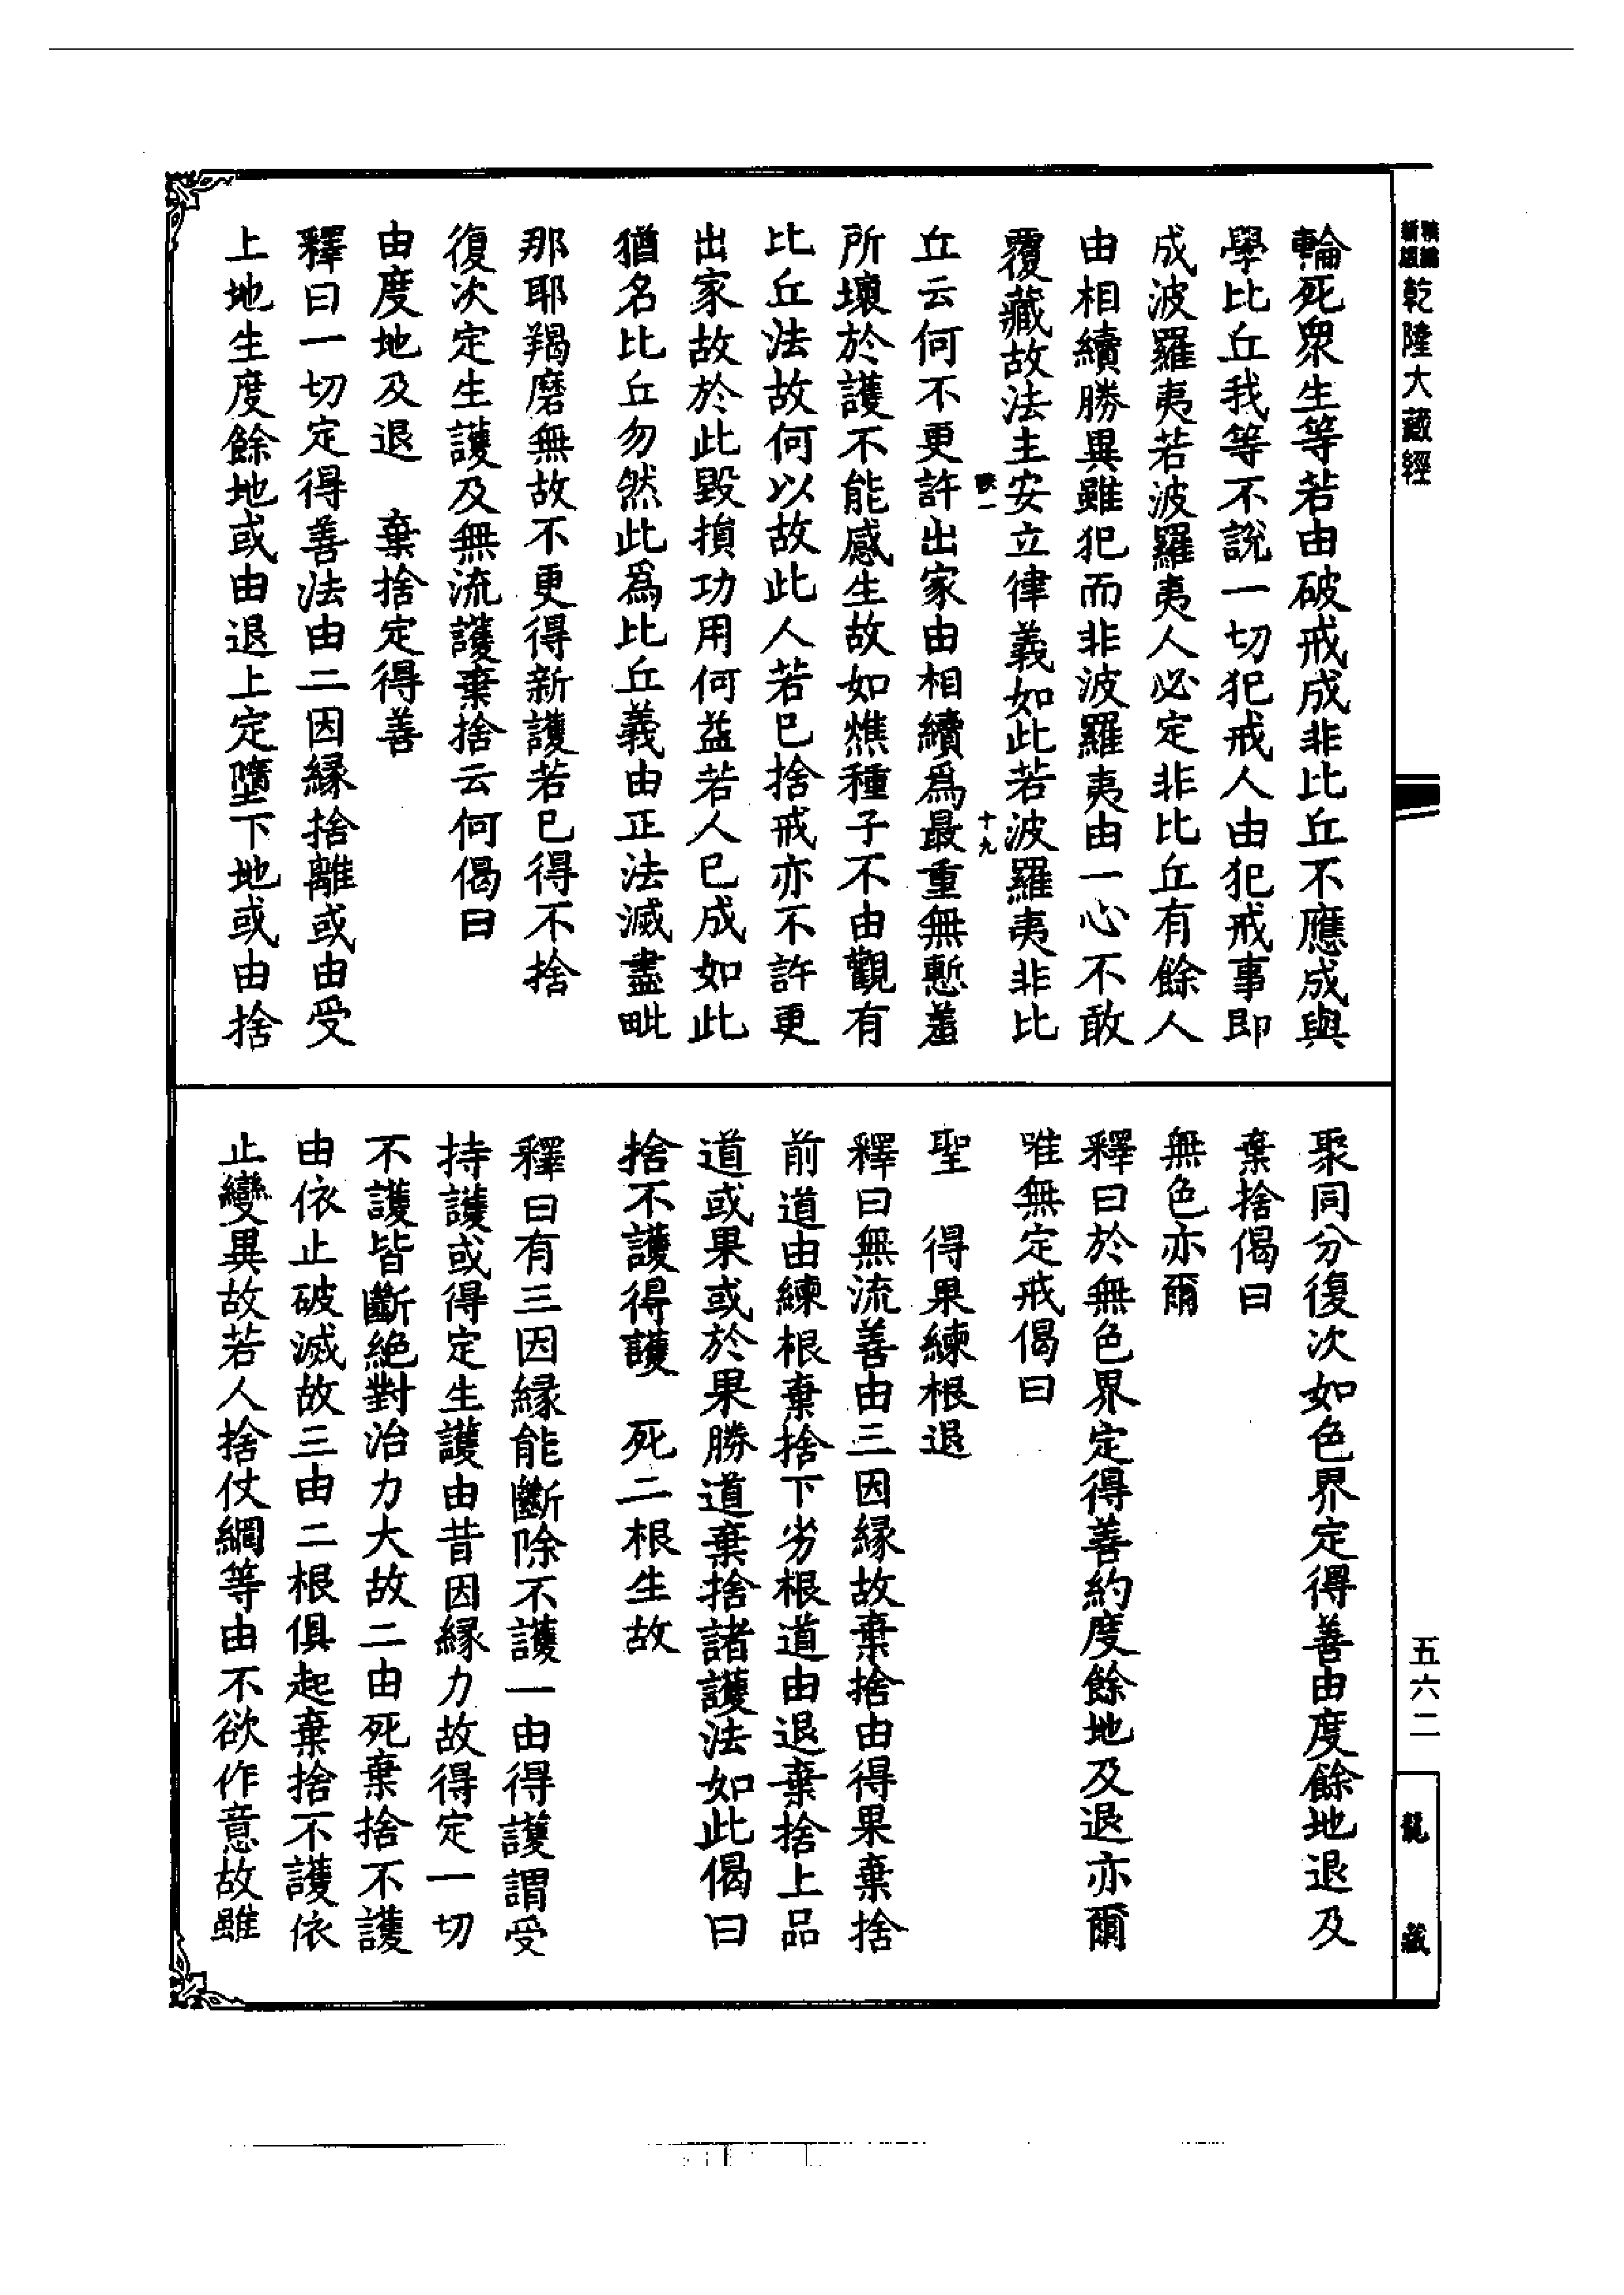 精編
新版
乾隆大藏經
輪死衆生等若由破戒成非比丘不應成與
學比丘我等不說一切犯戒人由犯戒事即
成波羅夷若波羅夷人必定非比丘有餘人
由相續勝異雖犯而非波羅夷由一心不敢
覆藏故法主安立律義如此若波羅夷非比
十九
丘云何不更許出家由相續爲最重無慙羞
所壞於護不能感生故如燋種子不由觀有
比丘法故何以故此人若已捨戒亦不許更
出家故於此毀損功用何益若人已成如此
猶名比丘勿然此爲比丘義由正法滅盡毗
那耶羯磨無故不更得新護若已得不捨
復次定生護及無流護棄捨云何偈曰
由度地及退　棄捨定得善
釋曰一切定得善法由二因緣捨離或由受
上地生度餘地或由退上定墮下地或由捨
聚同分復次如色界定得善由度餘地退及
棄捨偈曰
無色亦爾
釋曰於無色界定得善約度餘地及退亦爾
唯無定戒偈曰
聖　得果練根退
釋曰無流善由三因緣故棄捨由得果棄捨
前道由練根棄捨下劣根道由退棄捨上品
道或果或於果勝道棄捨諸護法如此偈曰
捨不護得護　死二根生故
釋曰有三因緣能斷除不護一由得護謂受
持護或得定生護由昔因緣力故得定一切
不護皆斷絕對治力大故二由死棄捨不護
由依止破滅故三由二根俱起棄捨不護依
止變異故若人捨仗網等由不欲作意故雖
五六二
龍藏